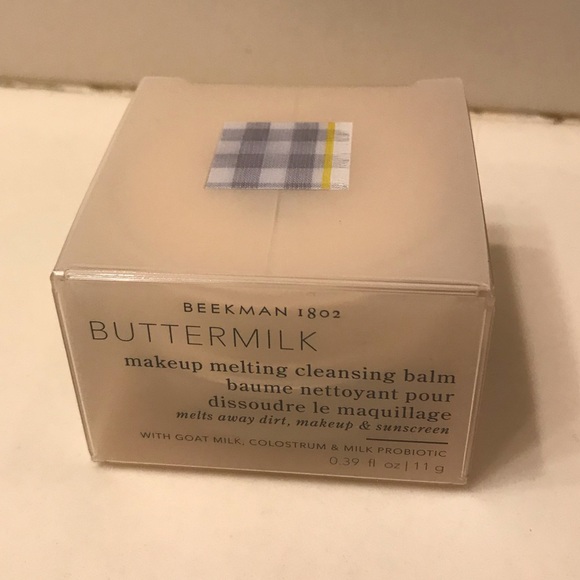 BEEKMAN 1802
BUTTERMILK
makeup melting cleansing balm
baume nettoyant pour
dissoudre le maquillage
melts away dirt, makeup & sunscreen
WITH GOAT MILK, COLOSTRUM & MILK PROBIOTIC
0.39 fl oz | 11 g